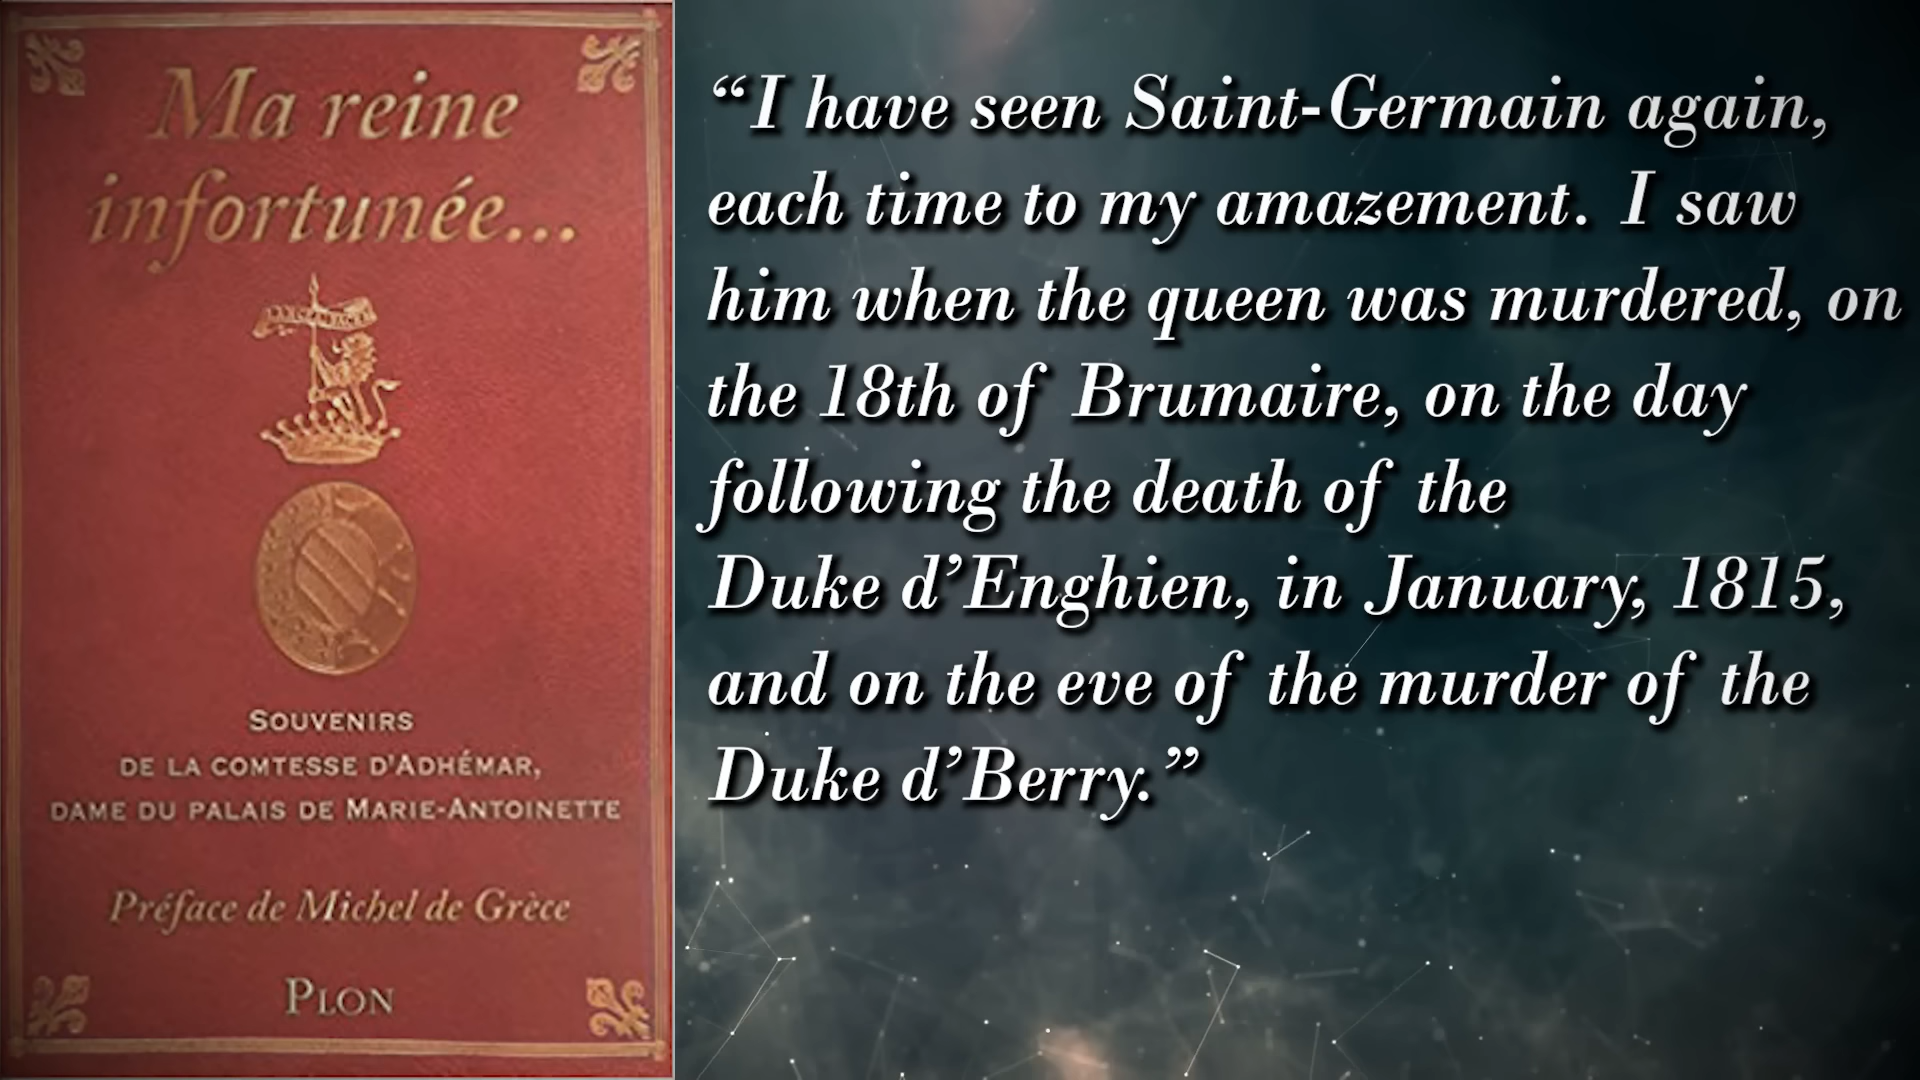 Ma reine
infortunée...
SOUVENIRS
DE LA COMTESSE D'ADHÉMAR,
DAME DU PALAIS DE MARIE-ANTOINETTE
Préface de Michel de Grèce
PLON
“I have seen Saint-Germain again,
each time to my amazement. I saw
him when the queen was murdered, on
the 18th of Brumaire, on the day
following the death of the
Duke d’Enghien, in January, 1815,
and on the eve of the murder of the
Duke d’Berry.”